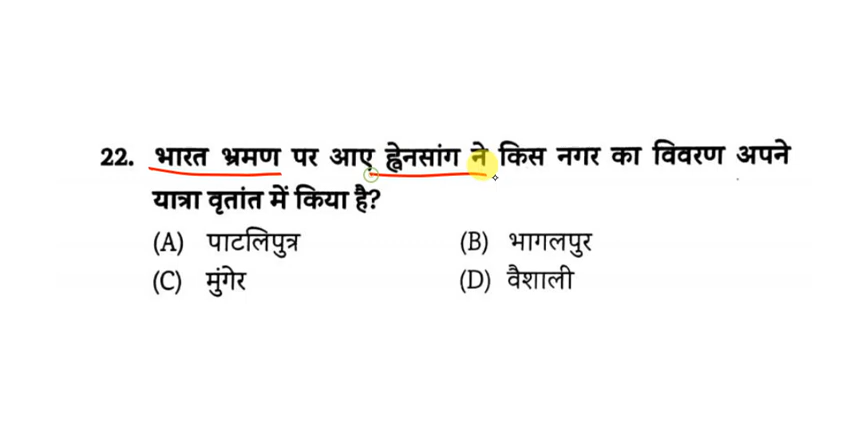 22. भारत भ्रमण पर आए ह्वेनसांग ने किस नगर का विवरण अपने
यात्रा वृतांत में किया है?
(A) पाटलिपुत्र (B) भागलपुर
(C) मुंगेर (D) वैशाली